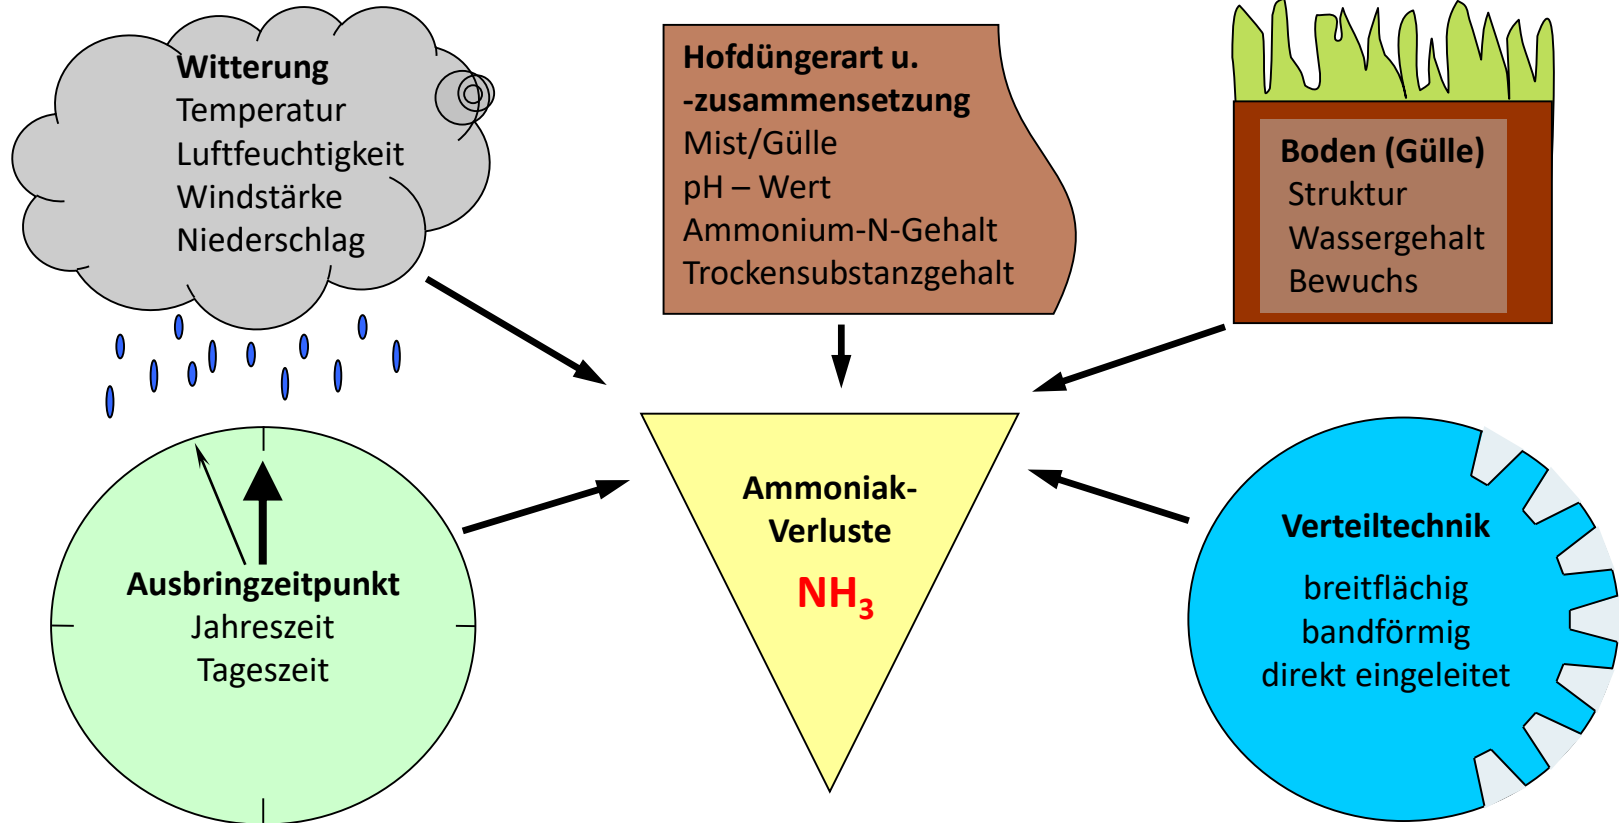 Witterung
Temperatur
Luftfeuchtigkeit
Windstärke
Niederschlag
Hofdüngerart u.
-zusammensetzung
Mist/Gülle
pH – Wert
Ammonium-N-Gehalt
Trockensubstanzgehalt
Boden (Gülle)
Struktur
Wassergehalt
Bewuchs
Ausbringzeitpunkt
Jahreszeit
Tageszeit
Ammoniak-
Verluste
NH₃
Verteiltechnik
breitflächig
bandförmig
direkt eingeleitet